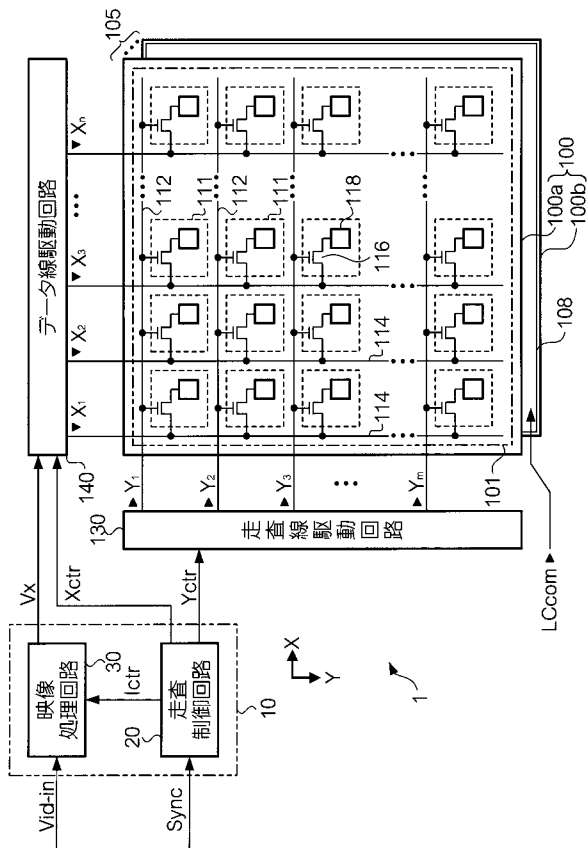 Vid-in
Sync
映像
処理回路
30
Ictr
走査
制御回路
20
10
Vx
Xctr
Yctr
データ線駆動回路
140
走査線駆動回路
130
X1
X2
X3
•••
Xn
Y1
Y2
Y3
•••
Ym
105
112
111
112
111
118
116
114
114
101
100a
100
100b
108
LCcom
X
Y
1